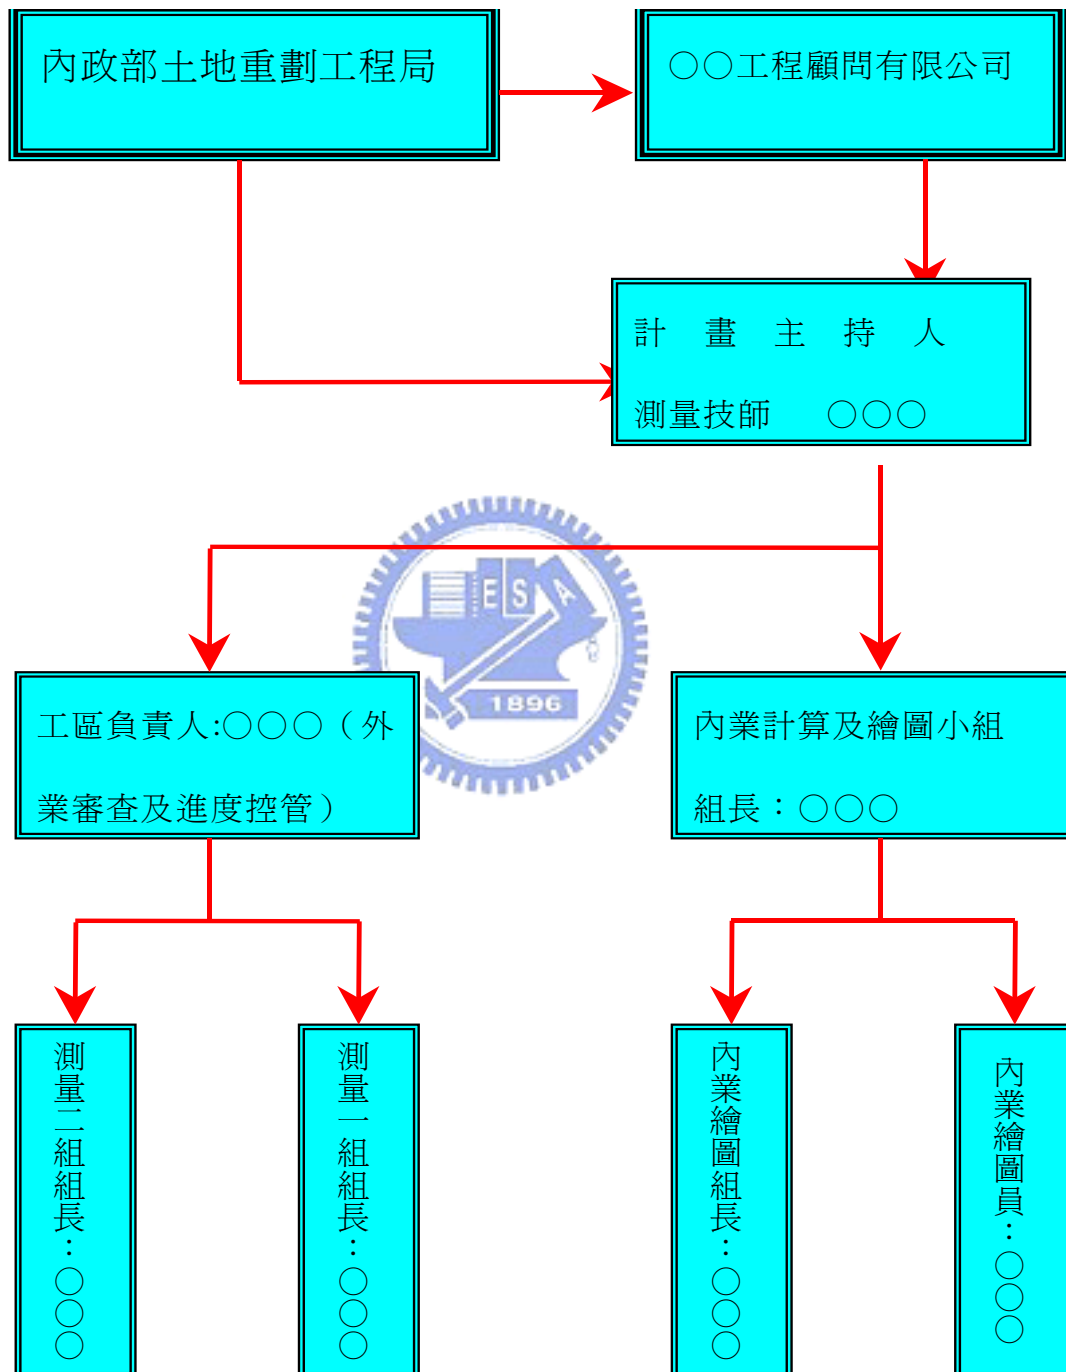 內政部土地重劃工程局
○○工程顧問有限公司
計 畫 主 持 人
測量技師 ○○○
ESA
1896
工區負責人:○○○（外
業審查及進度控管）
內業計算及繪圖小組
組長：○○○
測量二組組長：○○○
測量一組組長：○○○
內業繪圖組長：○○○
內業繪圖員：○○○